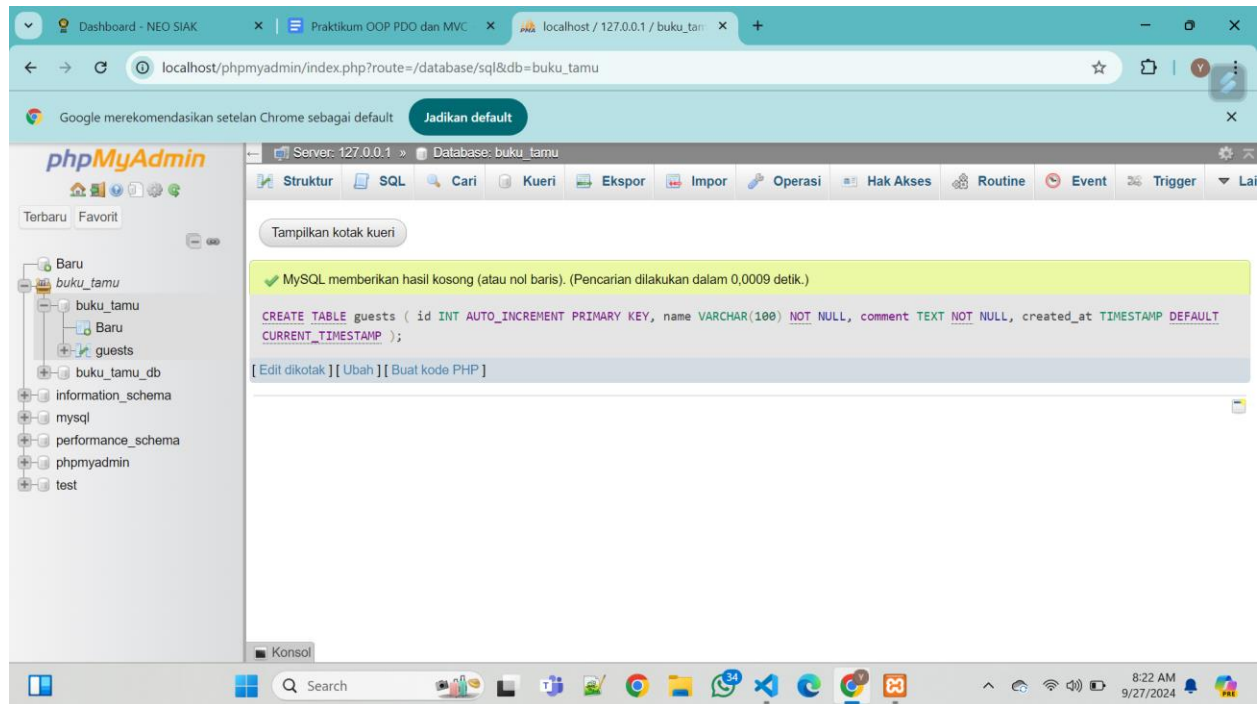 Dashboard - NEO SIAK
Praktikum OOP PDO dan MVC
localhost / 127.0.0.1 / buku_tam
localhost/phpmyadmin/index.php?route=/database/sql&db=buku_tamu
Y
Google merekomendasikan setelan Chrome sebagai default
Jadikan default
phpMyAdmin
Terbaru Favorit
Baru
buku_tamu
buku_tamu
Baru
guests
buku_tamu_db
information_schema
mysql
performance_schema
phpmyadmin
test
Server: 127.0.0.1 » Database: buku_tamu
Struktur SQL Cari Kueri Ekspor Impor Operasi Hak Akses Routine Event Trigger Lai
Tampilkan kotak kueri
MySQL memberikan hasil kosong (atau nol baris). (Pencarian dilakukan dalam 0,0009 detik.)
CREATE TABLE guests ( id INT AUTO_INCREMENT PRIMARY KEY, name VARCHAR(100) NOT NULL, comment TEXT NOT NULL, created_at TIMESTAMP DEFAULT
CURRENT_TIMESTAMP );
[ Edit dikotak ] [ Ubah ] [ Buat kode PHP ]
Konsol
Search
34
8:22 AM
9/27/2024